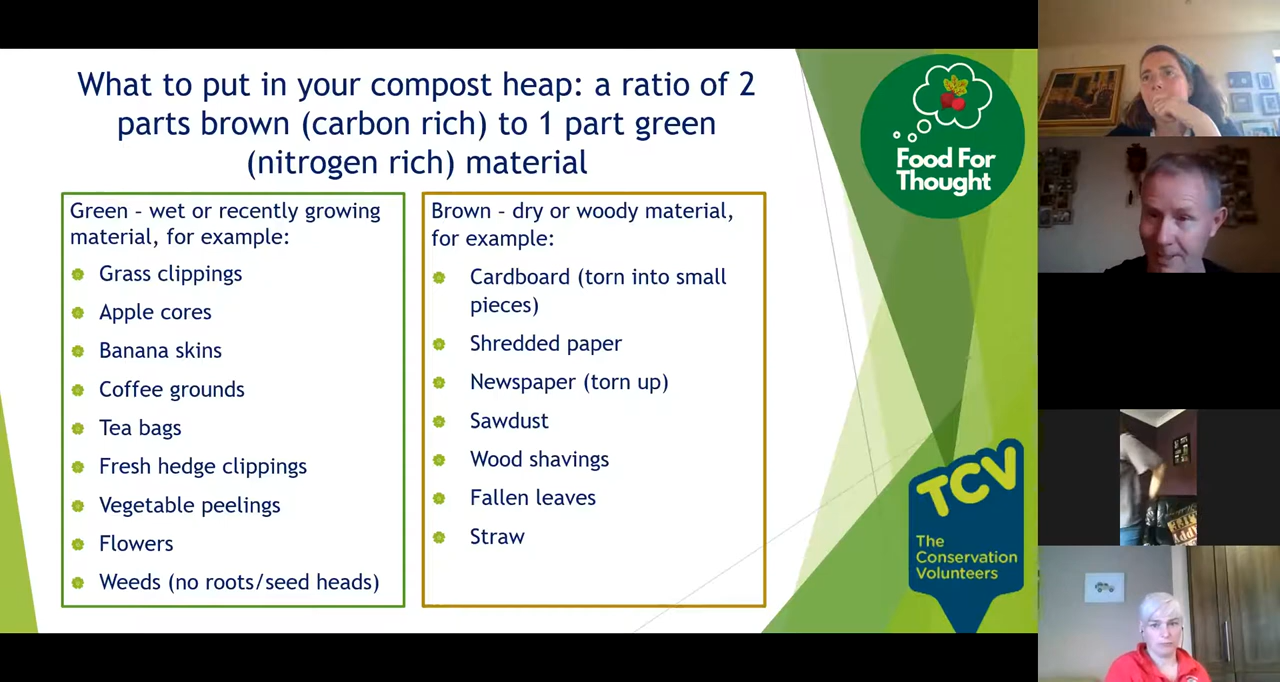 What to put in your compost heap: a ratio of 2
parts brown (carbon rich) to 1 part green
(nitrogen rich) material
Green – wet or recently growing
material, for example:
Grass clippings
Apple cores
Banana skins
Coffee grounds
Tea bags
Fresh hedge clippings
Vegetable peelings
Flowers
Weeds (no roots/seed heads)
Brown – dry or woody material,
for example:
Cardboard (torn into small
pieces)
Shredded paper
Newspaper (torn up)
Sawdust
Wood shavings
Fallen leaves
Straw
Food For
Thought
TCV
The
Conservation
Volunteers